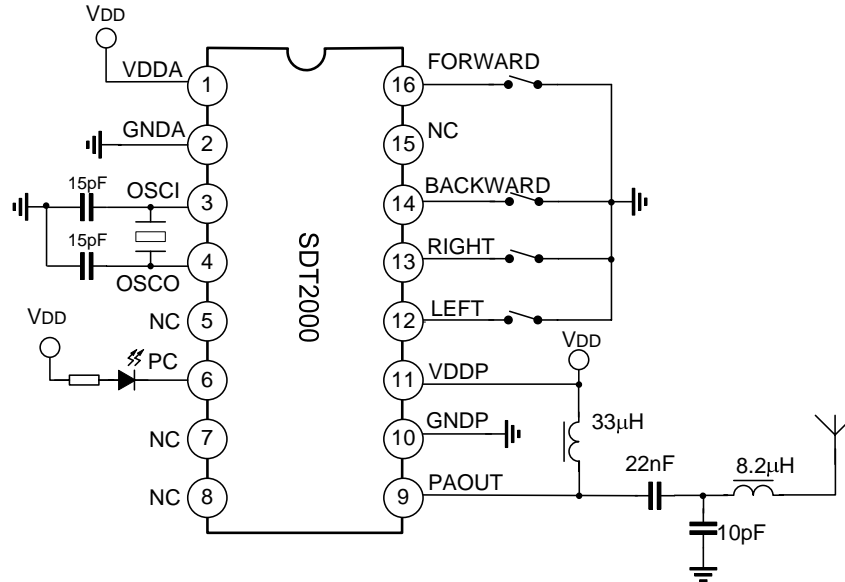 VDD
VDDA
1
16
FORWARD
GNDA
2
15
NC
15pF
OSCI
3
14
BACKWARD
15pF
OSCO
4
13
RIGHT
SDT2000
NC
5
12
LEFT
VDD
PC
6
11
VDDP
VDD
NC
7
10
GNDP
33μH
NC
8
9
PAOUT
22nF
8.2μH
10pF